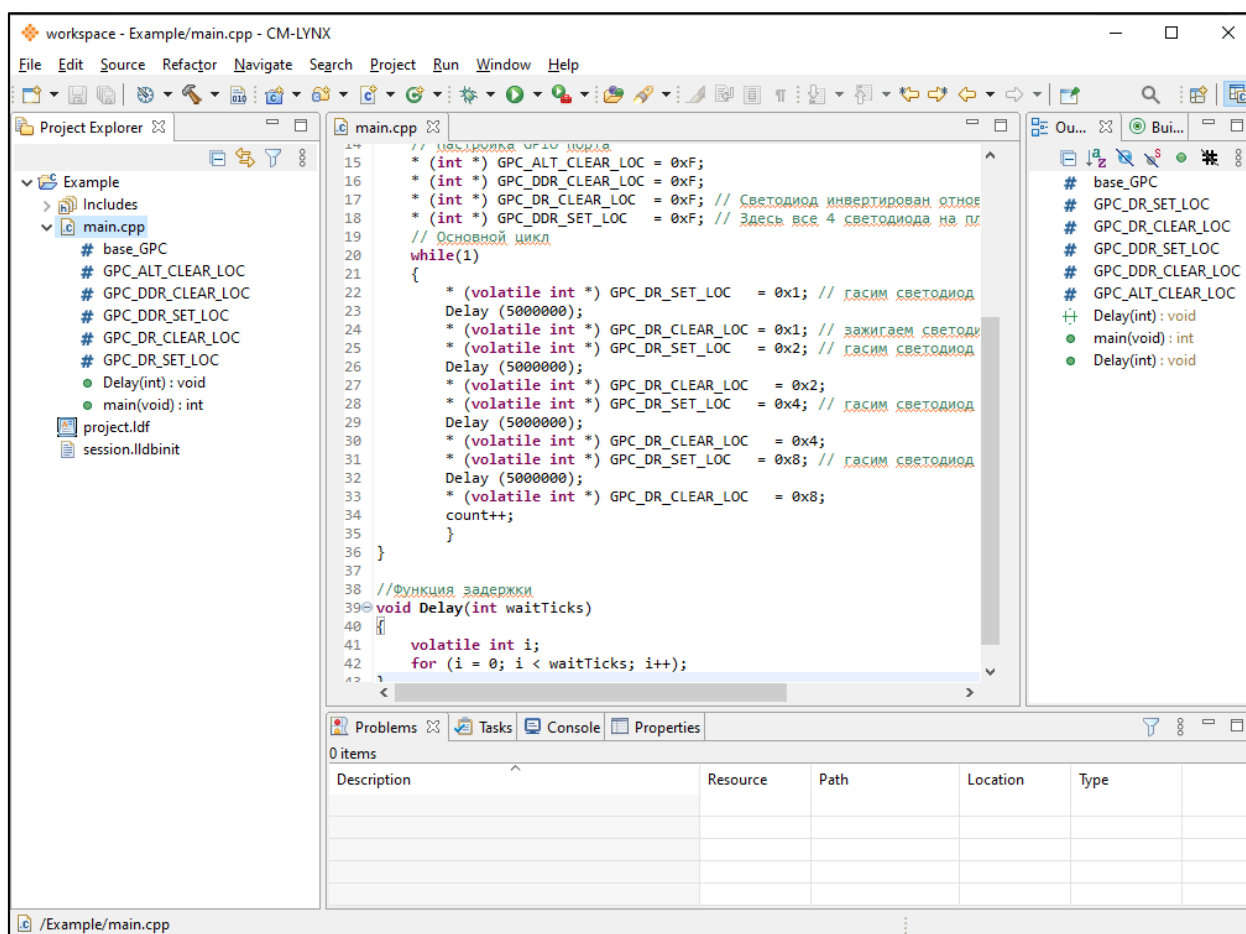 workspace - Example/main.cpp - CM-LYNX
File Edit Source Refactor Navigate Search Project Run Window Help
Project Explorer
Example
Includes
main.cpp
base_GPC
GPC_ALT_CLEAR_LOC
GPC_DDR_CLEAR_LOC
GPC_DDR_SET_LOC
GPC_DR_CLEAR_LOC
GPC_DR_SET_LOC
Delay(int) : void
main(void) : int
project.ldf
session.lldbinit
main.cpp
14 // Настройка GPIO порта
15 * (int *) GPC_ALT_CLEAR_LOC = 0xF;
16 * (int *) GPC_DDR_CLEAR_LOC = 0xF;
17 * (int *) GPC_DR_CLEAR_LOC = 0xF; // Светодиод инвертирован относ
18 * (int *) GPC_DDR_SET_LOC = 0xF; // Здесь все 4 светодиода на пл
19 // Основной цикл
20 while(1)
21 {
22 * (volatile int *) GPC_DR_SET_LOC = 0x1; // гасим светодиод
23 Delay (5000000);
24 * (volatile int *) GPC_DR_CLEAR_LOC = 0x1; // зажигаем светоди
25 * (volatile int *) GPC_DR_SET_LOC = 0x2; // гасим светодиод
26 Delay (5000000);
27 * (volatile int *) GPC_DR_CLEAR_LOC = 0x2;
28 * (volatile int *) GPC_DR_SET_LOC = 0x4; // гасим светодиод
29 Delay (5000000);
30 * (volatile int *) GPC_DR_CLEAR_LOC = 0x4;
31 * (volatile int *) GPC_DR_SET_LOC = 0x8; // гасим светодиод
32 Delay (5000000);
33 * (volatile int *) GPC_DR_CLEAR_LOC = 0x8;
34 count++;
35 }
36 }
37
38 //Функция задержки
39 void Delay(int waitTicks)
40 {
41 volatile int i;
42 for (i = 0; i < waitTicks; i++);
43 }
Ou... Bui...
base_GPC
GPC_DR_SET_LOC
GPC_DR_CLEAR_LOC
GPC_DDR_SET_LOC
GPC_DDR_CLEAR_LOC
GPC_ALT_CLEAR_LOC
Delay(int) : void
main(void) : int
Delay(int) : void
Problems Tasks Console Properties
0 items
Description Resource Path Location Type
/Example/main.cpp